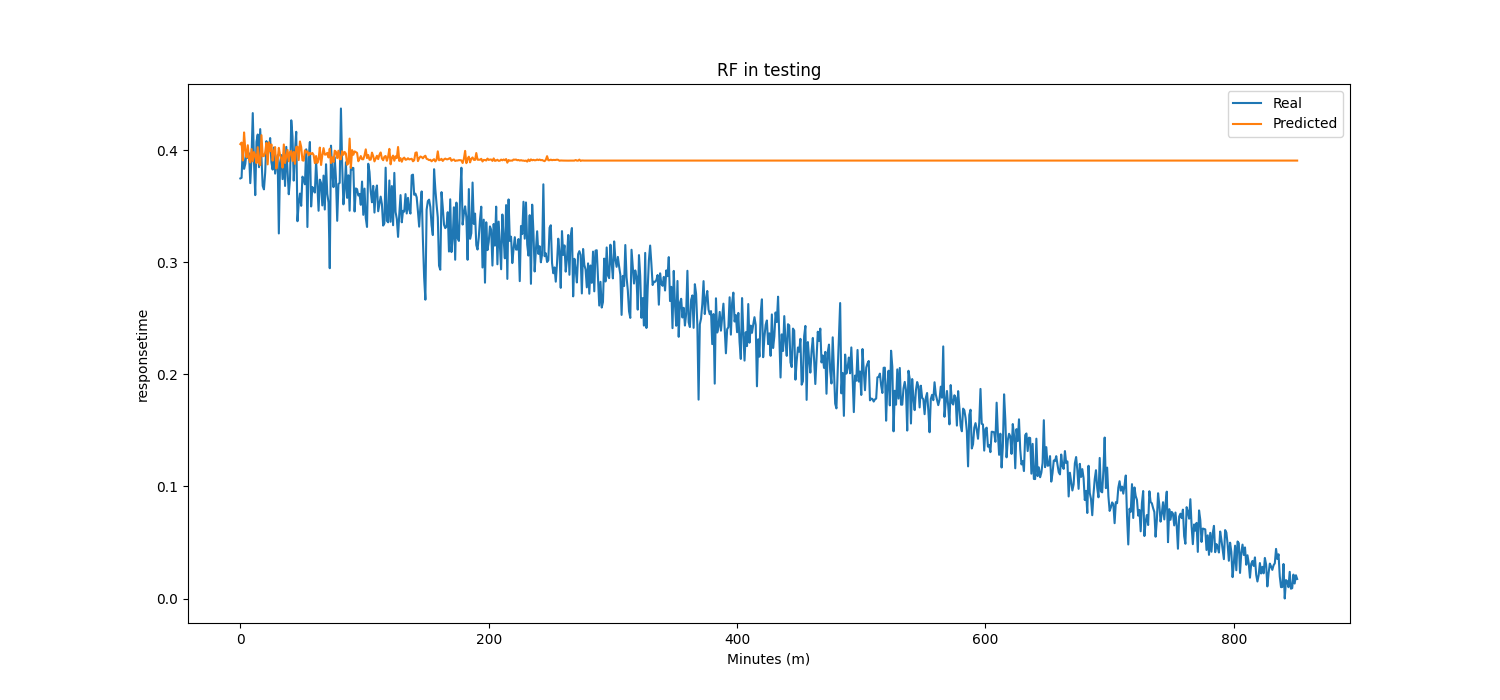 RF in testing
Real
Predicted
0.4
0.3
0.2
0.1
0.0
responsetime
0 200 400 600 800
Minutes (m)